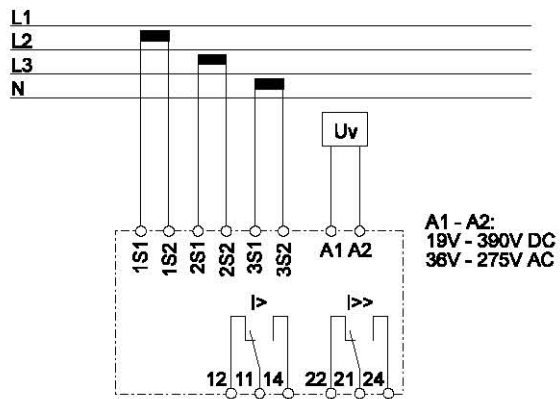 L1
L2
L3
N
Uv
1S1 1S2 2S1 2S2 3S1 3S2 A1 A2
A1 - A2:
19V - 390V DC
36V - 275V AC
|> |>>
12 11 14 22 21 24